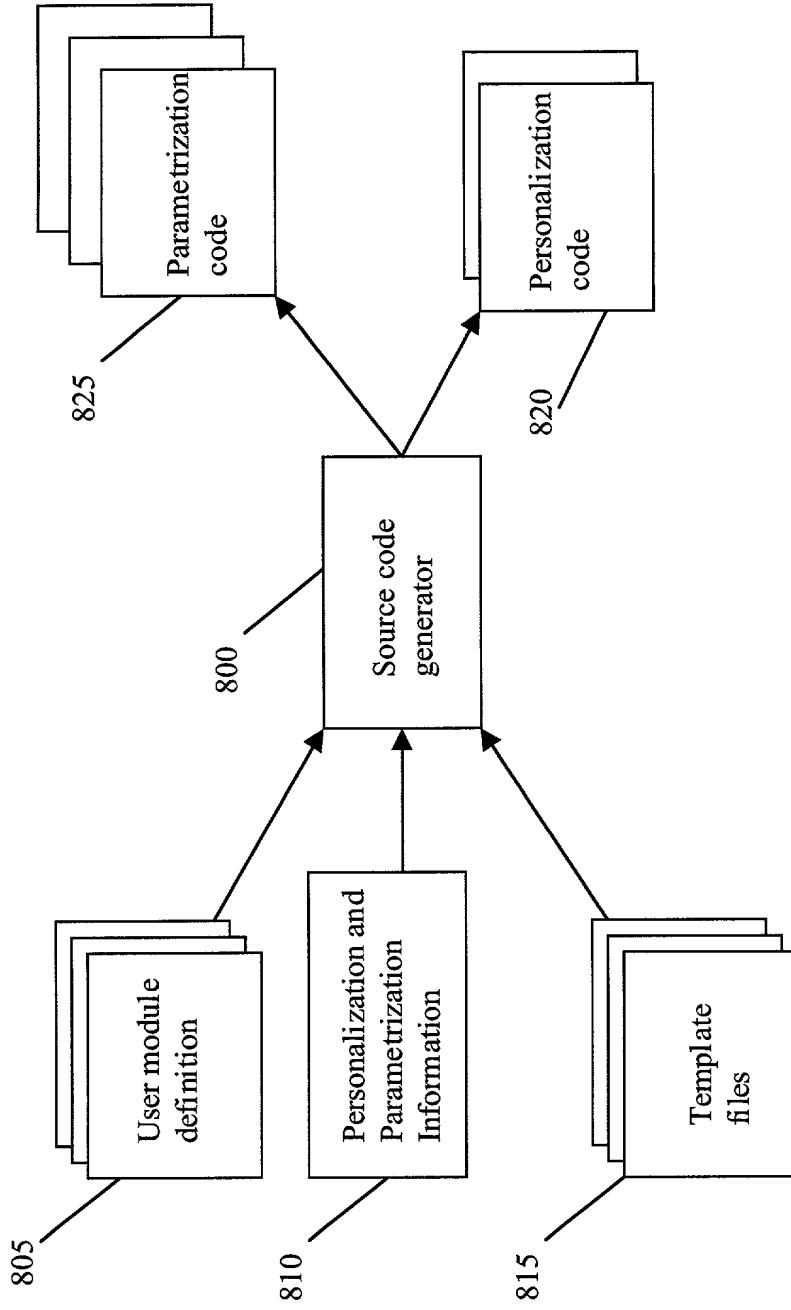 805
User module
definition
810
Personalization and
Parametrization
Information
815
Template
files
800
Source code
generator
825
Parametrization
code
820
Personalization
code